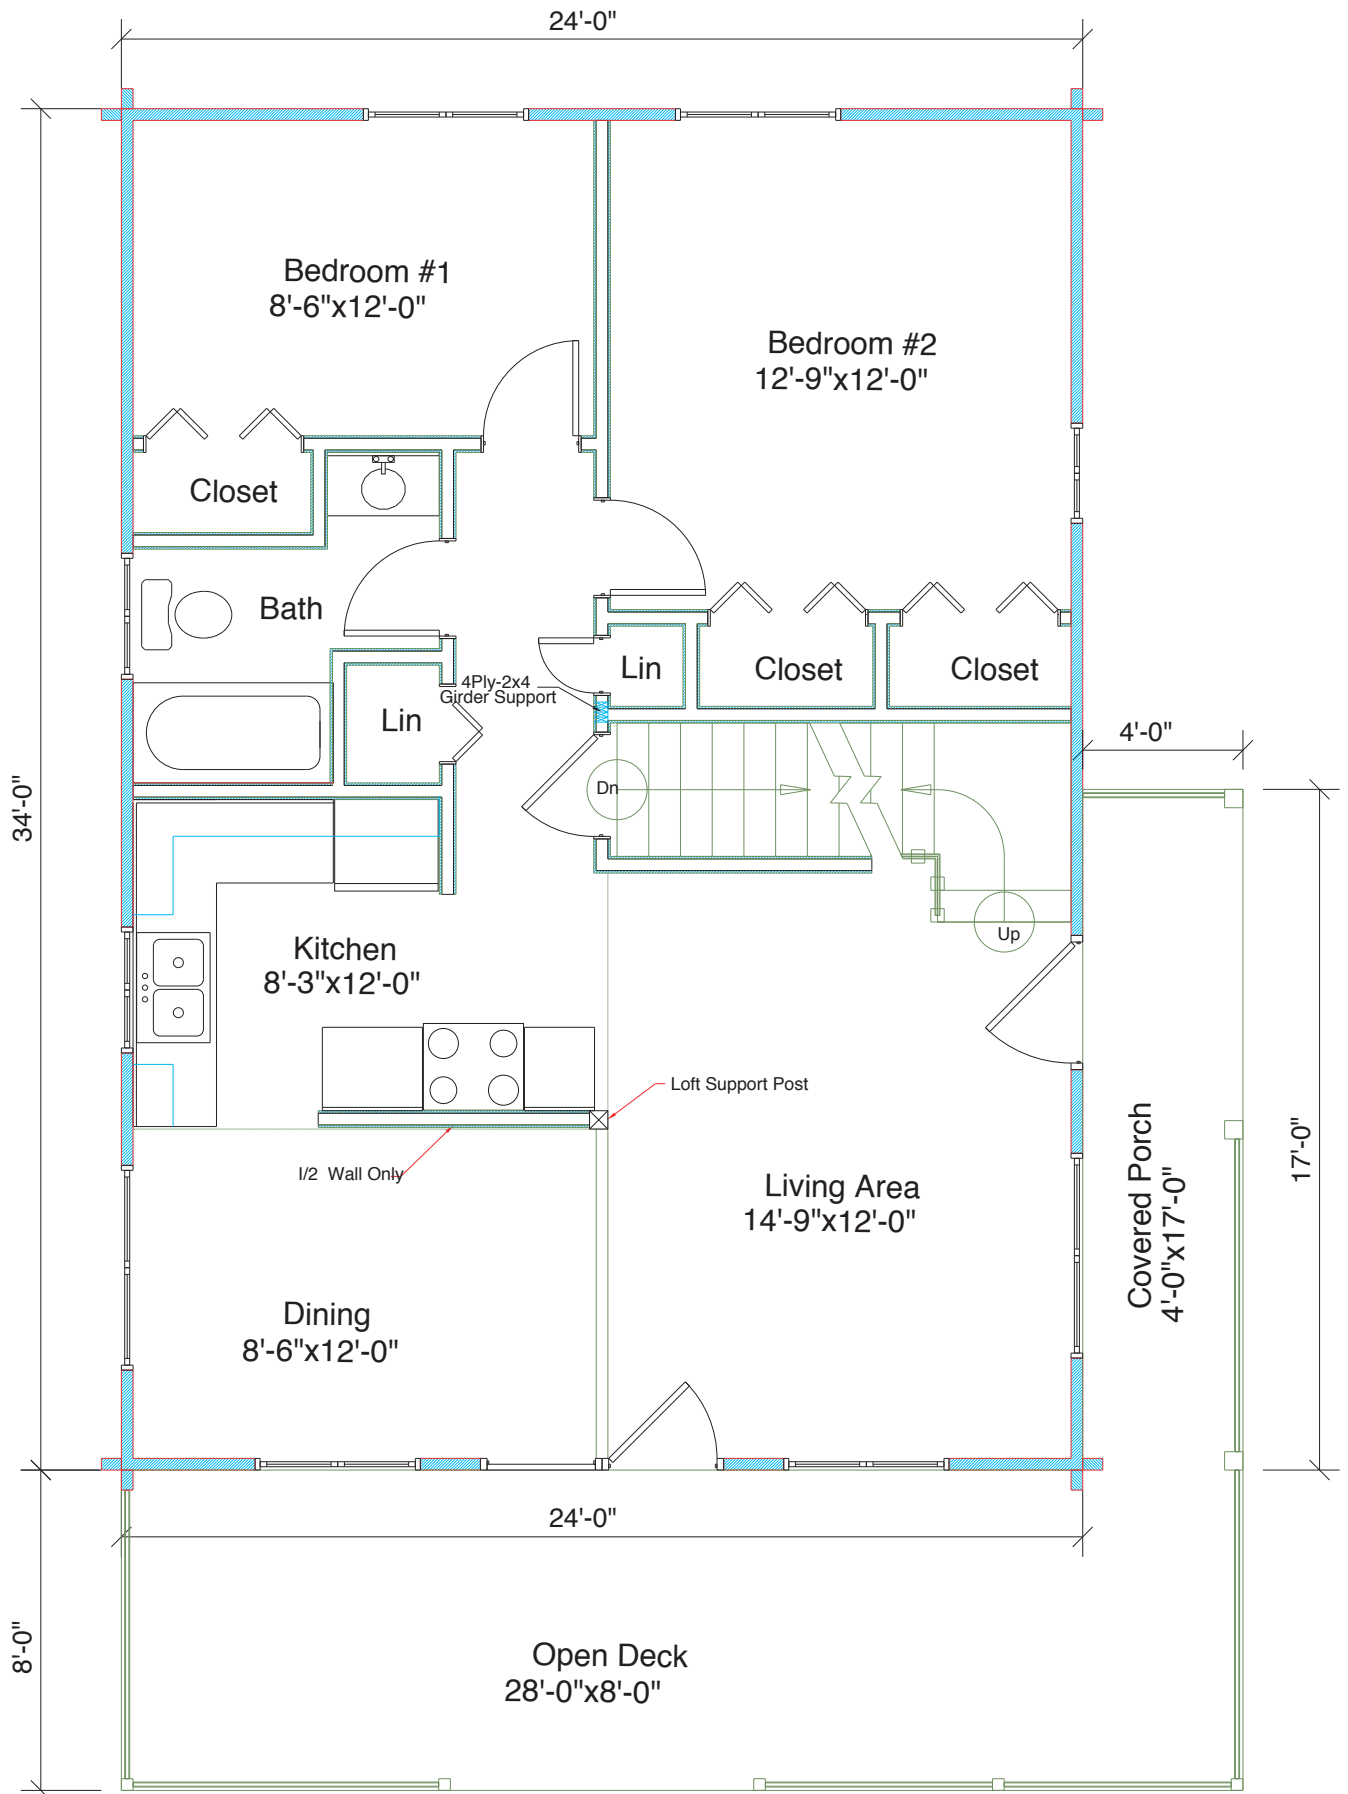 24'-0"
Bedroom #1
8'-6"x12'-0"
Bedroom #2
12'-9"x12'-0"
Closet
Bath
Lin
Closet
Closet
4Ply-2x4
Girder Support
Lin
4'-0"
Dn
34'-0"
Up
Kitchen
8'-3"x12'-0"
Loft Support Post
I/2 Wall Only
Living Area
14'-9"x12'-0"
Covered Porch
4'-0"x17'-0"
17'-0"
Dining
8'-6"x12'-0"
24'-0"
8'-0"
Open Deck
28'-0"x8'-0"